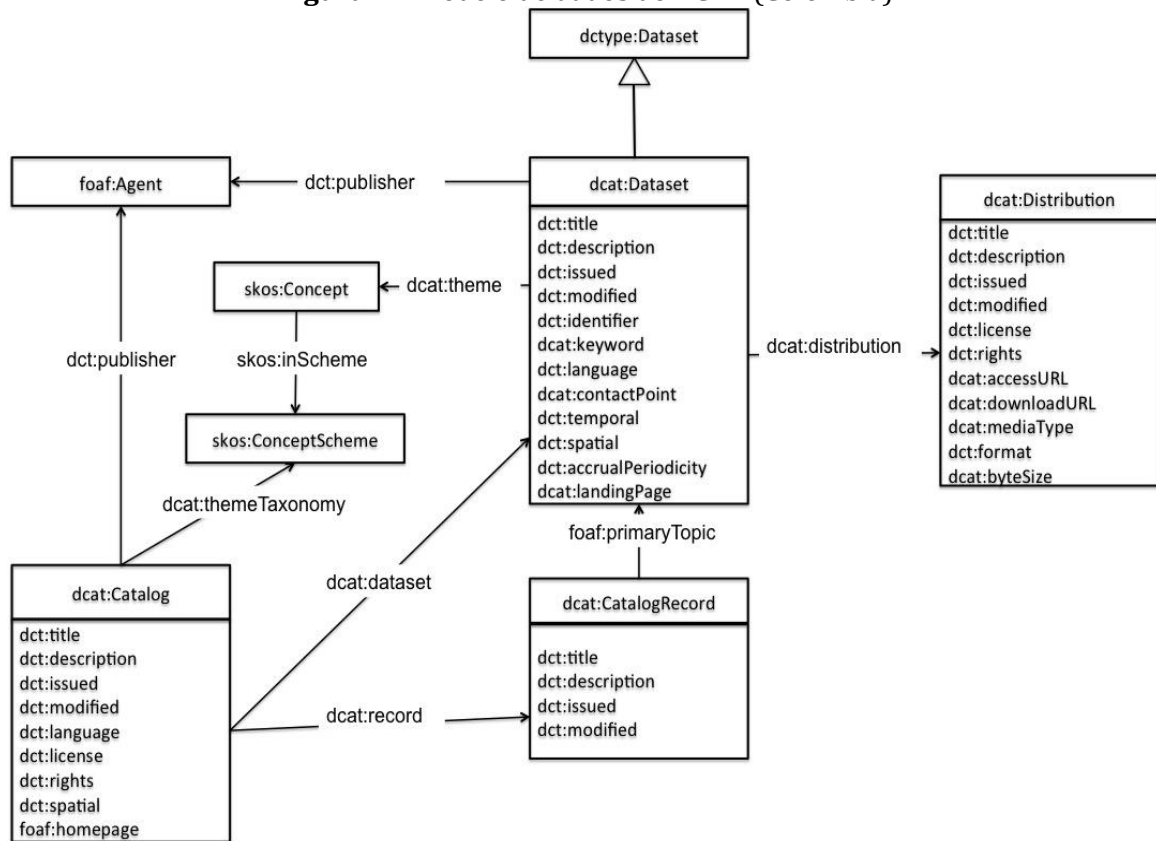 dctype:Dataset
foaf:Agent
dct:publisher
dcat:Dataset
dct:title
dct:description
dct:issued
dct:modified
dct:identifier
dcat:keyword
dct:language
dcat:contactPoint
dct:temporal
dct:spatial
dct:accrualPeriodicity
dcat:landingPage
dcat:Distribution
dct:title
dct:description
dct:issued
dct:modified
dct:license
dct:rights
dcat:accessURL
dcat:downloadURL
dcat:mediaType
dct:format
dcat:byteSize
skos:Concept
dcat:theme
dct:publisher
skos:inScheme
dcat:distribution
skos:ConceptScheme
dcat:themeTaxonomy
foaf:primaryTopic
dcat:dataset
dcat:Catalog
dct:title
dct:description
dct:issued
dct:modified
dct:language
dct:license
dct:rights
dct:spatial
foaf:homepage
dcat:record
dcat:CatalogRecord
dct:title
dct:description
dct:issued
dct:modified